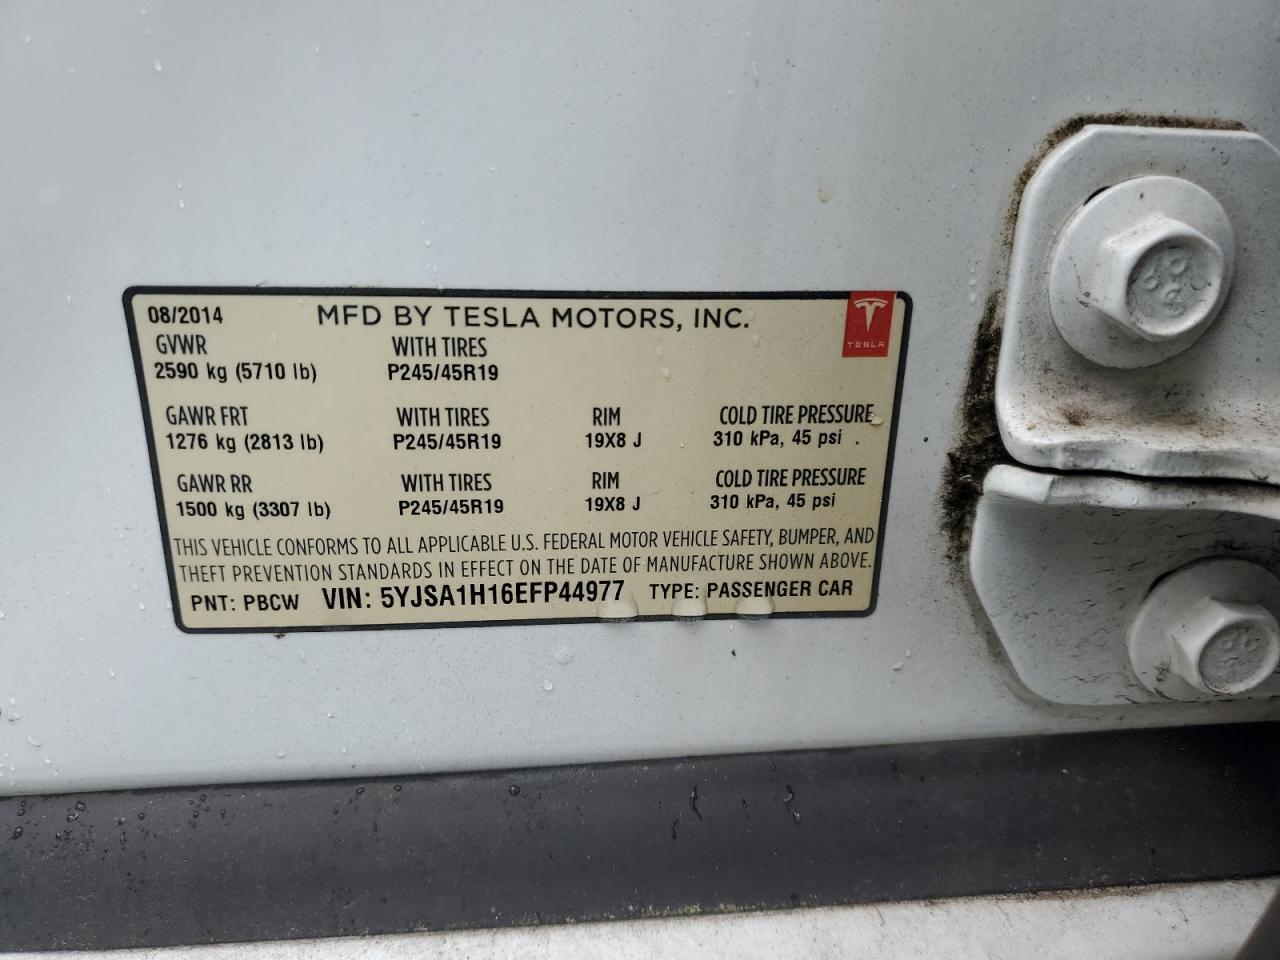 08/2014 MFD BY TESLA MOTORS, INC.
TESLA
GVWR WITH TIRES
2590 kg (5710 lb) P245/45R19
GAWR FRT WITH TIRES RIM COLD TIRE PRESSURE
1276 kg (2813 lb) P245/45R19 19X8 J 310 kPa, 45 psi .
GAWR RR WITH TIRES RIM COLD TIRE PRESSURE
1500 kg (3307 lb) P245/45R19 19X8 J 310 kPa, 45 psi
THIS VEHICLE CONFORMS TO ALL APPLICABLE U.S. FEDERAL MOTOR VEHICLE SAFETY, BUMPER, AND
THEFT PREVENTION STANDARDS IN EFFECT ON THE DATE OF MANUFACTURE SHOWN ABOVE.
PNT: PBCW VIN: 5YJSA1H16EFP44977 TYPE: PASSENGER CAR